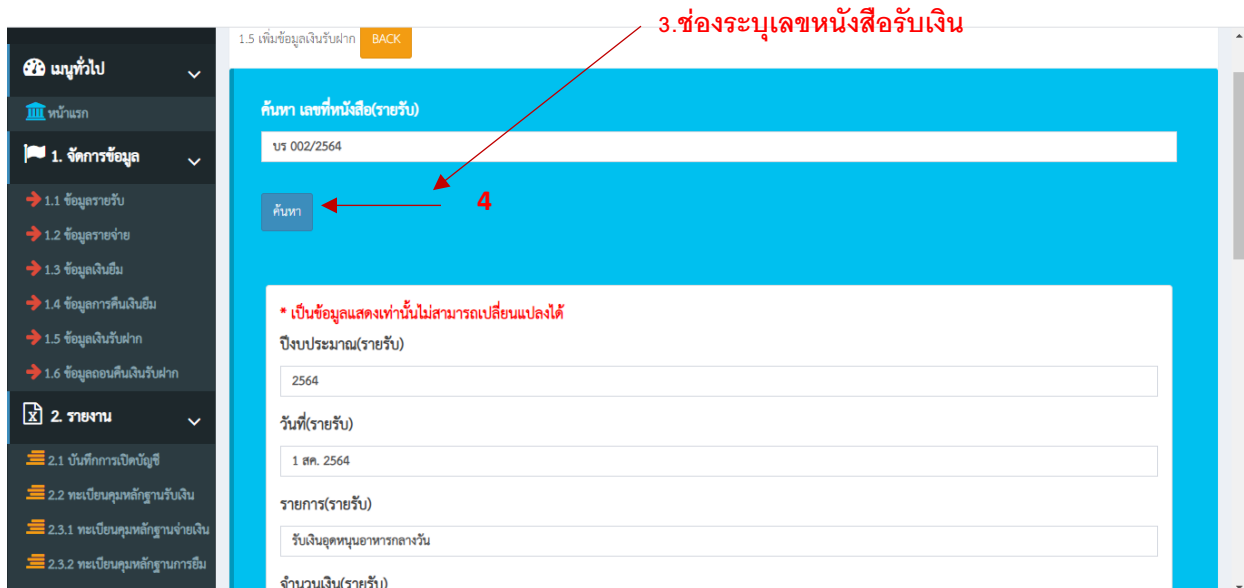 3.ช่องระบุเลขหนังสือรับเงิน
1.5 เพิ่มข้อมูลเงินรับฝาก BACK
เมนูทั่วไป
หน้าแรก
1. จัดการข้อมูล
1.1 ข้อมูลรายรับ
1.2 ข้อมูลรายจ่าย
1.3 ข้อมูลเงินยืม
1.4 ข้อมูลการคืนเงินยืม
1.5 ข้อมูลเงินรับฝาก
1.6 ข้อมูลถอนคืนเงินรับฝาก
2. รายงาน
2.1 บันทึกการเปิดบัญชี
2.2 ทะเบียนคุมหลักฐานรับเงิน
2.3.1 ทะเบียนคุมหลักฐานจ่ายเงิน
2.3.2 ทะเบียนคุมหลักฐานการยืม
ค้นหา เลขที่หนังสือ(รายรับ)
บร 002/2564
ค้นหา
4
* เป็นข้อมูลแสดงเท่านั้นไม่สามารถเปลี่ยนแปลงได้
ปีงบประมาณ(รายรับ)
2564
วันที่(รายรับ)
1 สค. 2564
รายการ(รายรับ)
รับเงินอุดหนุนอาหารกลางวัน
จำนวนเงิน(รายรับ)